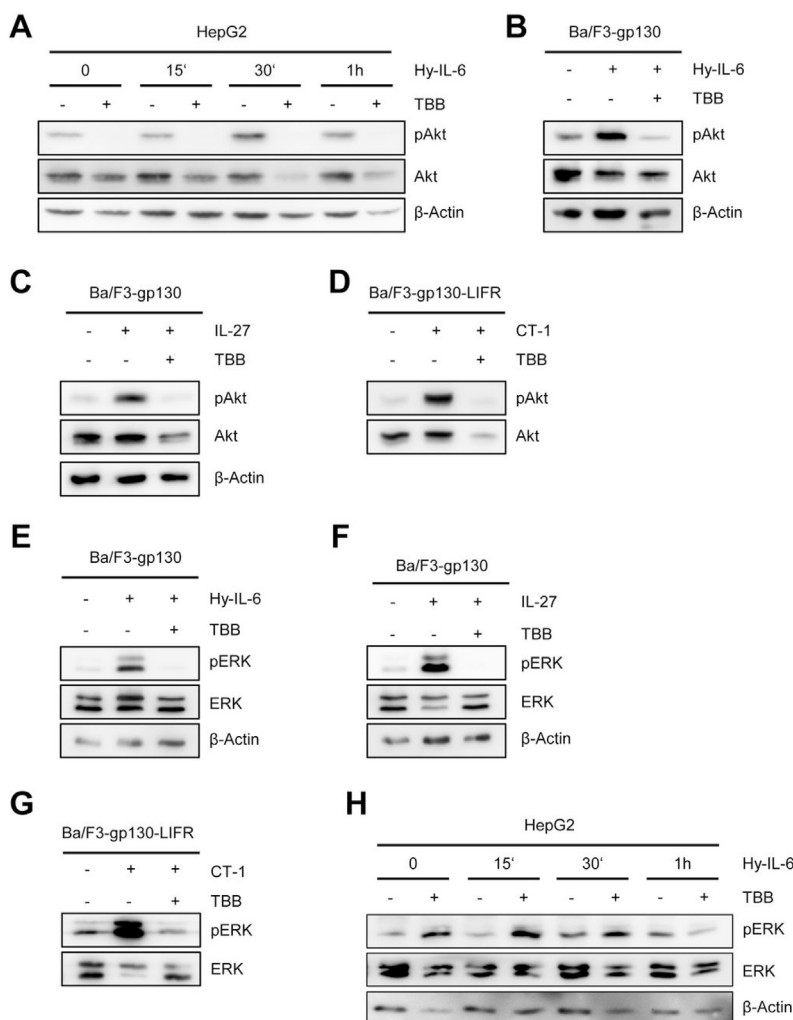 A
HepG2
0 15‘ 30‘ 1h Hy-IL-6
- + - + - + - + TBB
pAkt
Akt
β-Actin
B
Ba/F3-gp130
- + + Hy-IL-6
- - + TBB
pAkt
Akt
β-Actin
C
Ba/F3-gp130
- + + IL-27
- - + TBB
pAkt
Akt
β-Actin
D
Ba/F3-gp130-LIFR
- + + CT-1
- - + TBB
pAkt
Akt
E
Ba/F3-gp130
- + + Hy-IL-6
- - + TBB
pERK
ERK
β-Actin
F
Ba/F3-gp130
- + + IL-27
- - + TBB
pERK
ERK
β-Actin
G
Ba/F3-gp130-LIFR
- + + CT-1
- - + TBB
pERK
ERK
H
HepG2
0 15‘ 30‘ 1h Hy-IL-6
- + - + - + - + TBB
pERK
ERK
β-Actin